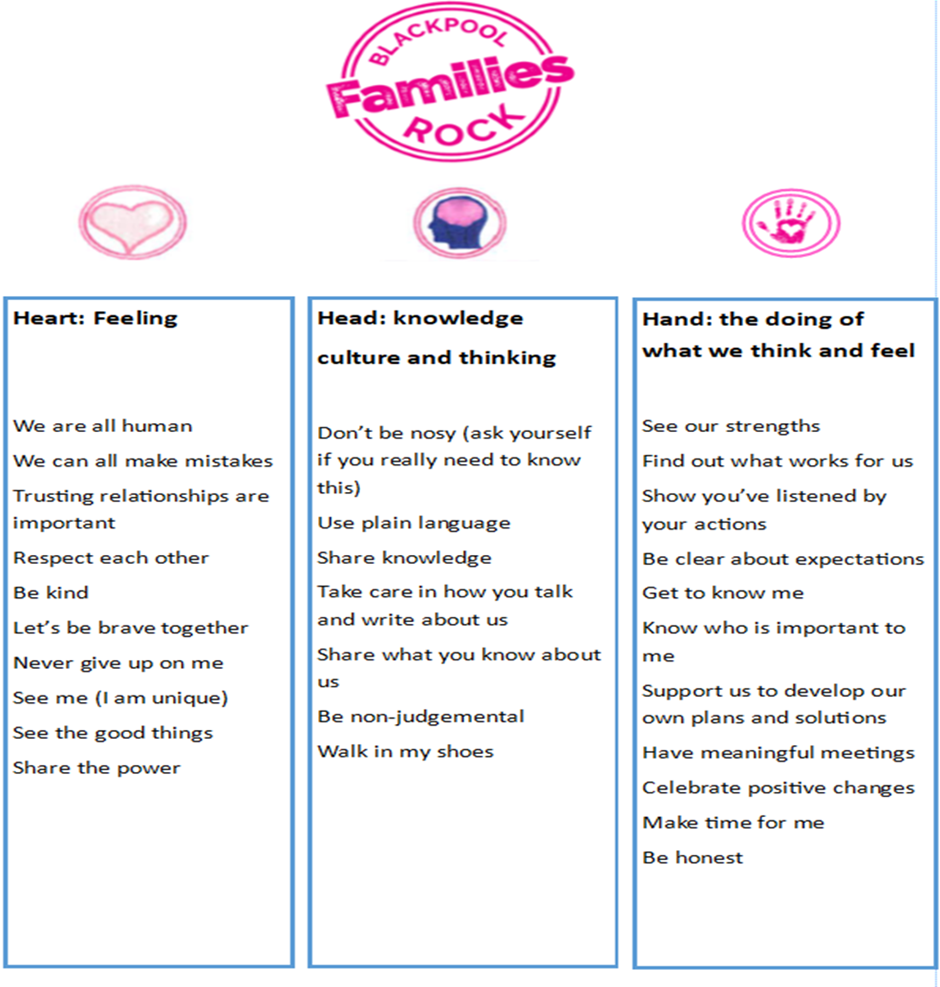 BLACKPOOL
Families
ROCK
Heart: Feeling
We are all human
We can all make mistakes
Trusting relationships are
important
Respect each other
Be kind
Let’s be brave together
Never give up on me
See me (I am unique)
See the good things
Share the power
Head: knowledge
culture and thinking
Don’t be nosy (ask yourself
if you really need to know
this)
Use plain language
Share knowledge
Take care in how you talk
and write about us
Share what you know about
us
Be non-judgemental
Walk in my shoes
Hand: the doing of
what we think and feel
See our strengths
Find out what works for us
Show you’ve listened by
your actions
Be clear about expectations
Get to know me
Know who is important to
me
Support us to develop our
own plans and solutions
Have meaningful meetings
Celebrate positive changes
Make time for me
Be honest